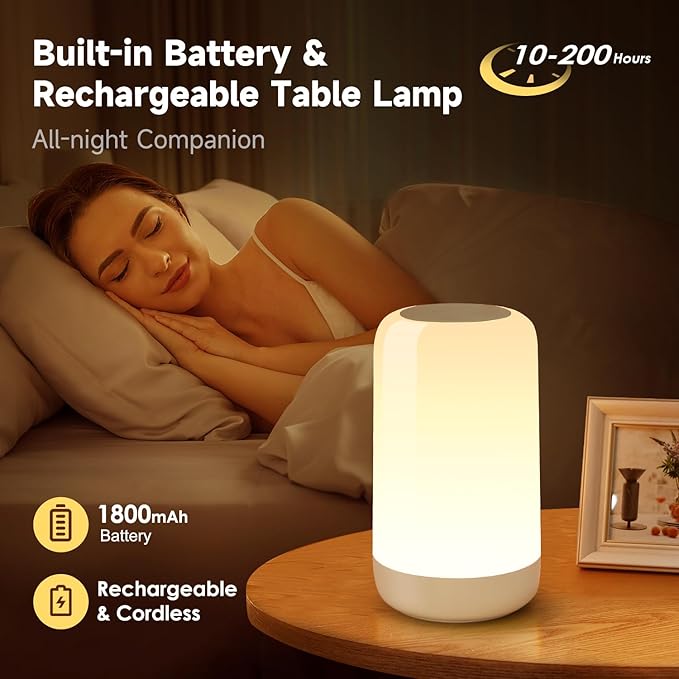 Built-in Battery &
Rechargeable Table Lamp
All-night Companion
10-200 Hours
1800mAh
Battery
Rechargeable
& Cordless